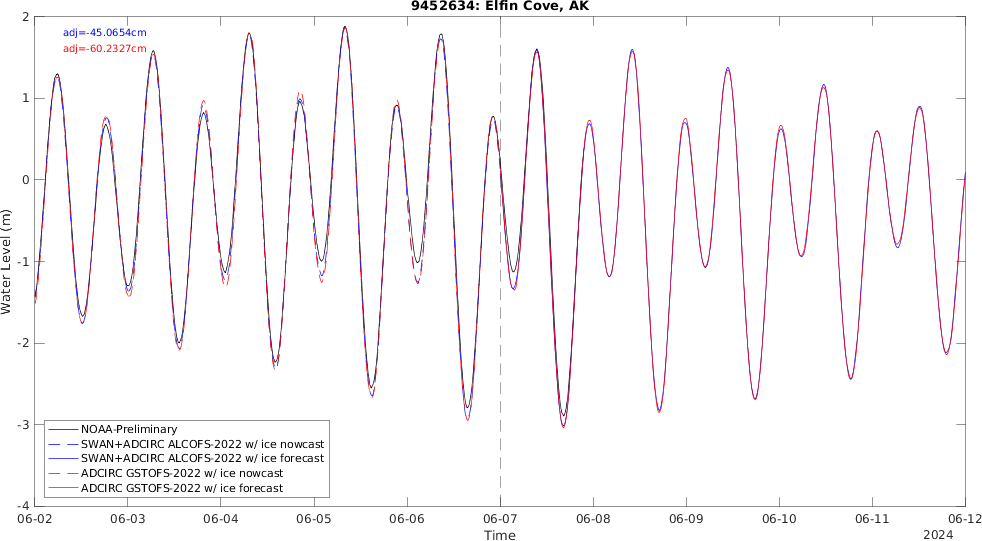 9452634: Elfin Cove, AK
adj=-45.0654cm
adj=-60.2327cm
2
1
0
-1
-2
-3
-4
Water Level (m)
NOAA-Preliminary
SWAN+ADCIRC ALCOFS-2022 w/ ice nowcast
SWAN+ADCIRC ALCOFS-2022 w/ ice forecast
ADCIRC GSTOFS-2022 w/ ice nowcast
ADCIRC GSTOFS-2022 w/ ice forecast
06-02 06-03 06-04 06-05 06-06 06-07 06-08 06-09 06-10 06-11 06-12
Time
2024